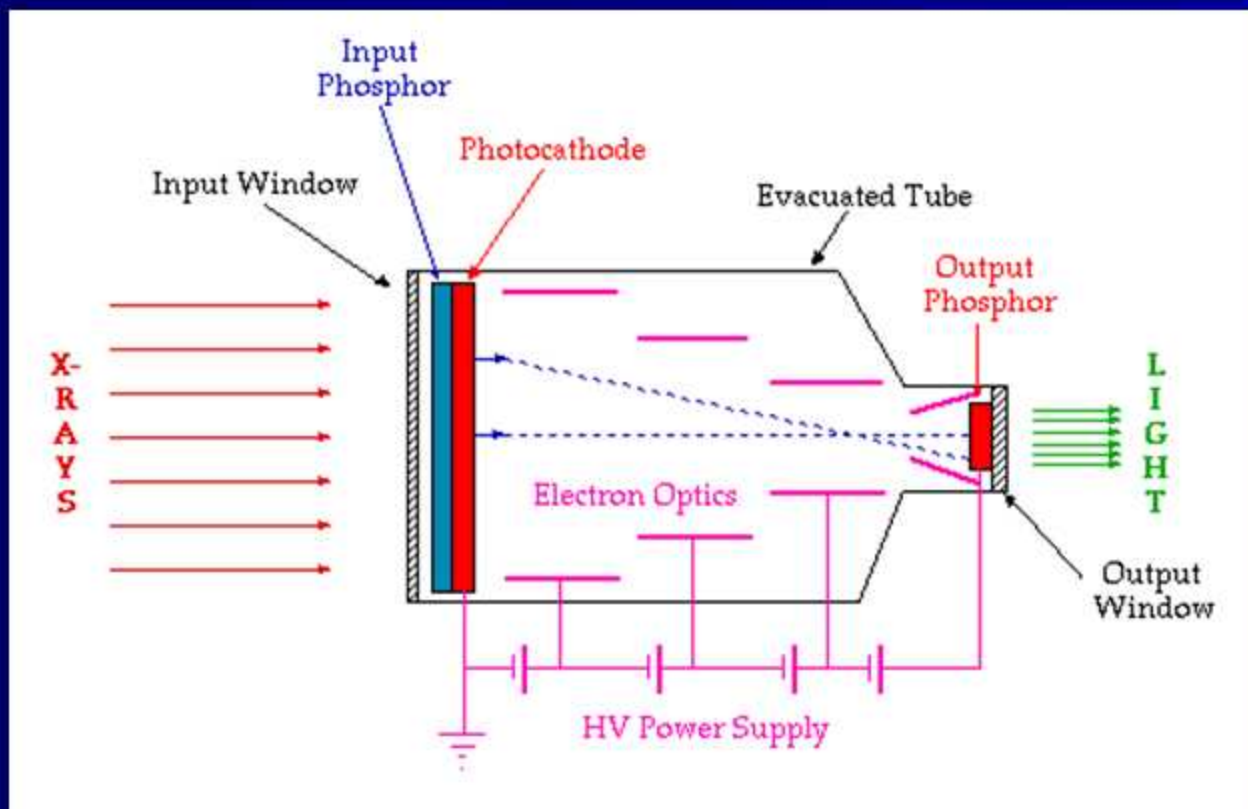 Input
Phosphor
Photocathode
Input Window
Evacuated Tube
Output
Phosphor
X-
R
A
Y
S
L
I
G
H
T
Electron Optics
Output
Window
HV Power Supply